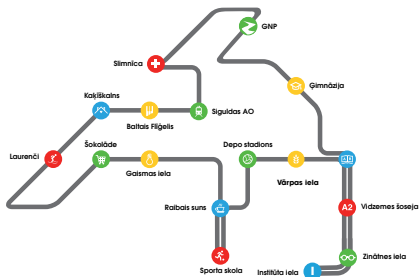 GNP
Slimnīca
Ģimnāzija
Kaķīškalns
Baltais Flīģelis
Siguldas AO
Šokolāde
Depo stadions
Laurenči
Gaismas iela
Vārpas iela
Raibais suns
A2
Vidzemes šoseja
Zinātnes iela
Sporta skola
Institūta iela